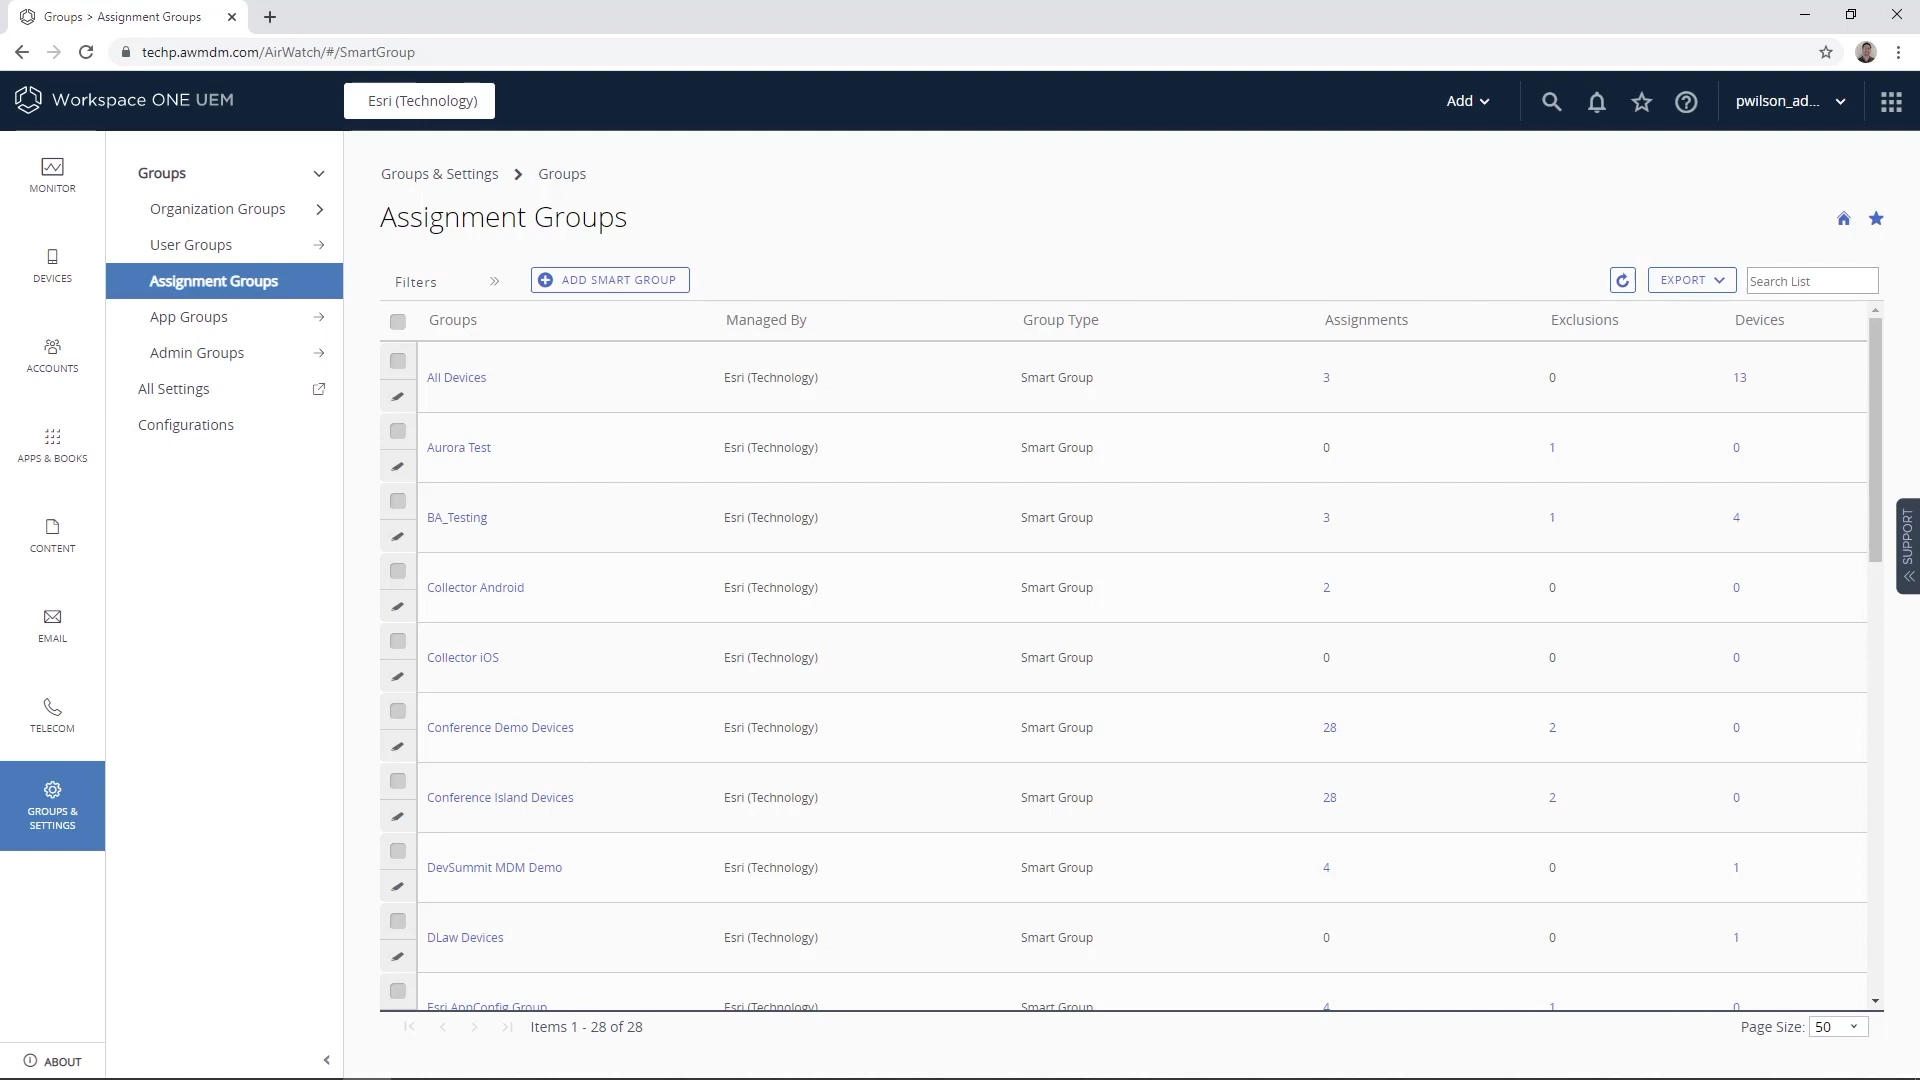 Groups > Assignment Groups
techp.awmdm.com/AirWatch/#/SmartGroup
Workspace ONE UEM
Esri (Technology)
Add
pwilson_ad...
MONITOR
DEVICES
ACCOUNTS
APPS & BOOKS
CONTENT
EMAIL
TELECOM
GROUPS & SETTINGS
ABOUT
Groups
Organization Groups
User Groups
Assignment Groups
App Groups
Admin Groups
All Settings
Configurations
Groups & Settings > Groups
Assignment Groups
Filters
ADD SMART GROUP
EXPORT
Search List
Groups Managed By Group Type Assignments Exclusions Devices
All Devices Esri (Technology) Smart Group 3 0 13
Aurora Test Esri (Technology) Smart Group 0 1 0
BA_Testing Esri (Technology) Smart Group 3 1 4
Collector Android Esri (Technology) Smart Group 2 0 0
Collector iOS Esri (Technology) Smart Group 0 0 0
Conference Demo Devices Esri (Technology) Smart Group 28 2 0
Conference Island Devices Esri (Technology) Smart Group 28 2 0
DevSummit MDM Demo Esri (Technology) Smart Group 4 0 1
DLaw Devices Esri (Technology) Smart Group 0 0 1
Esri AppConfig Group Esri (Technology) Smart Group 4 1 0
Items 1 - 28 of 28
Page Size: 50
SUPPORT